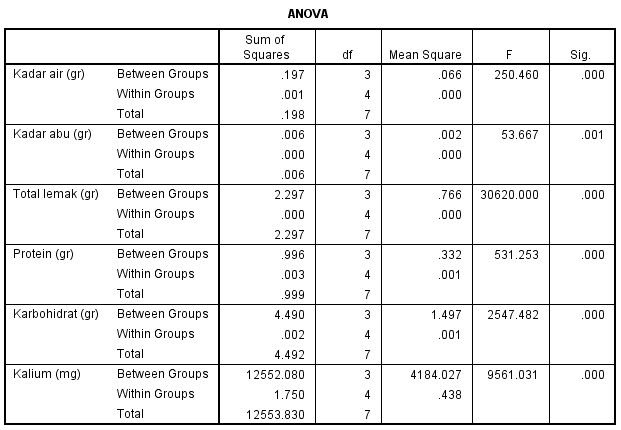 ANOVA
Sum of Squares df Mean Square F Sig.
Kadar air (gr) Between Groups .197 3 .066 250.460 .000
Within Groups .001 4 .000
Total .198 7
Kadar abu (gr) Between Groups .006 3 .002 53.667 .001
Within Groups .000 4 .000
Total .006 7
Total lemak (gr) Between Groups 2.297 3 .766 30620.000 .000
Within Groups .000 4 .000
Total 2.297 7
Protein (gr) Between Groups .996 3 .332 531.253 .000
Within Groups .003 4 .001
Total .999 7
Karbohidrat (gr) Between Groups 4.490 3 1.497 2547.482 .000
Within Groups .002 4 .001
Total 4.492 7
Kalium (mg) Between Groups 12552.080 3 4184.027 9561.031 .000
Within Groups 1.750 4 .438
Total 12553.830 7